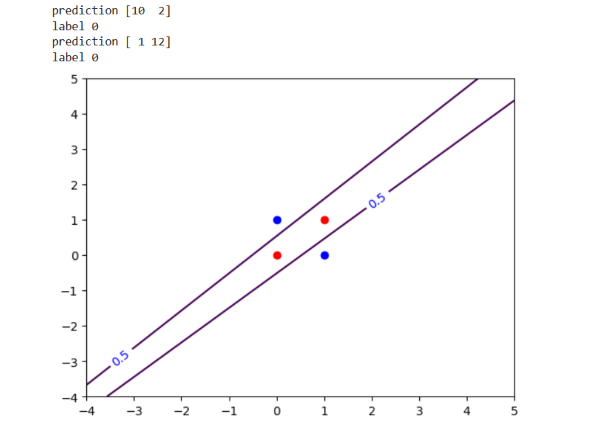 prediction [10  2]
label 0
prediction [ 1 12]
label 0
5
4
3
2
1
0
−1
−2
−3
−4
0.5
0.5
−4 −3 −2 −1 0 1 2 3 4 5